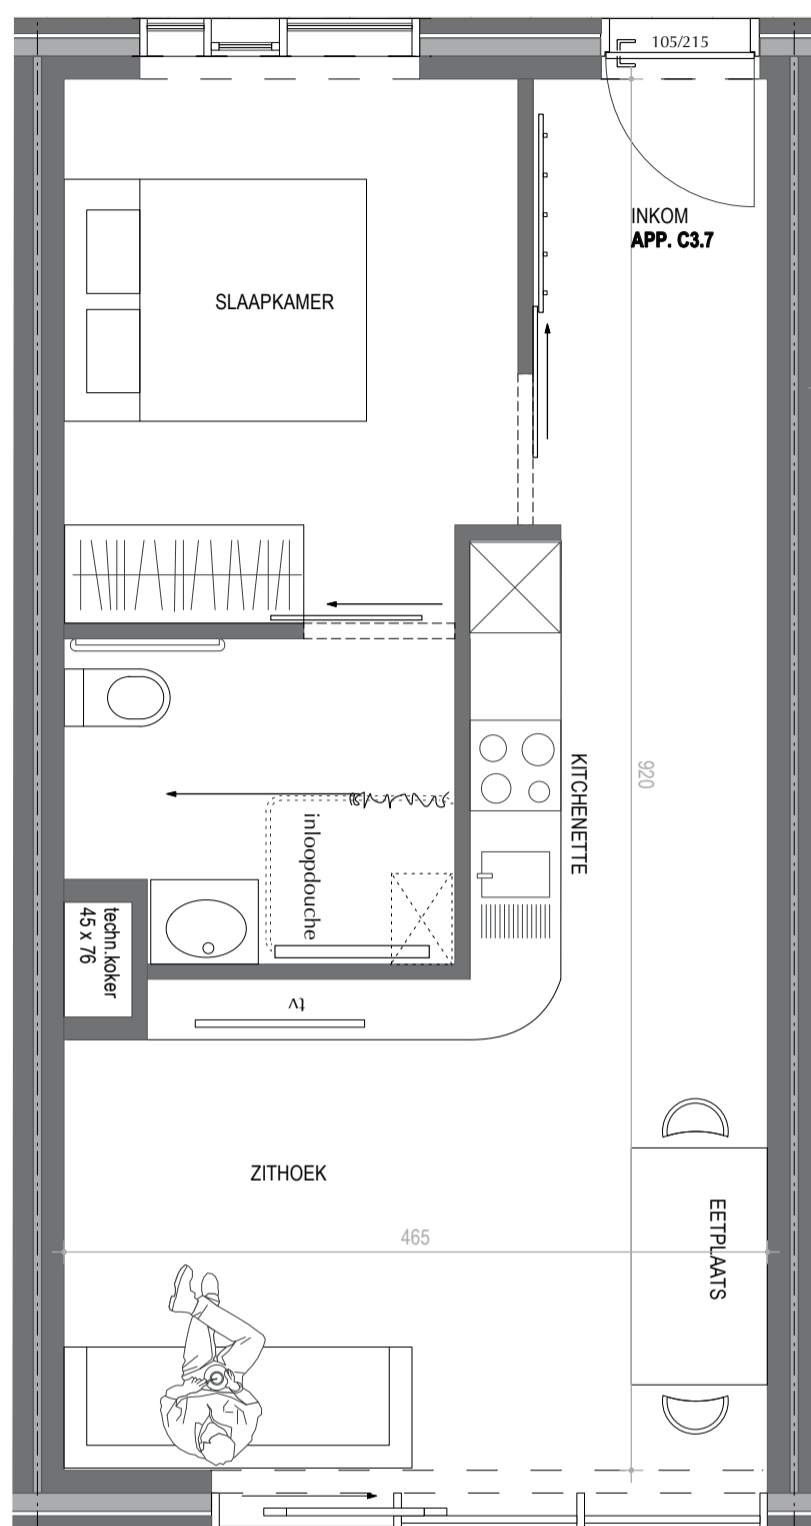 105/215
INKOM
APP. C3.7
SLAAPKAMER
KITCHENETTE
920
inloopdouche
techn.koker
45 x 76
tv
ZITHOEK
465
EETPLAATS